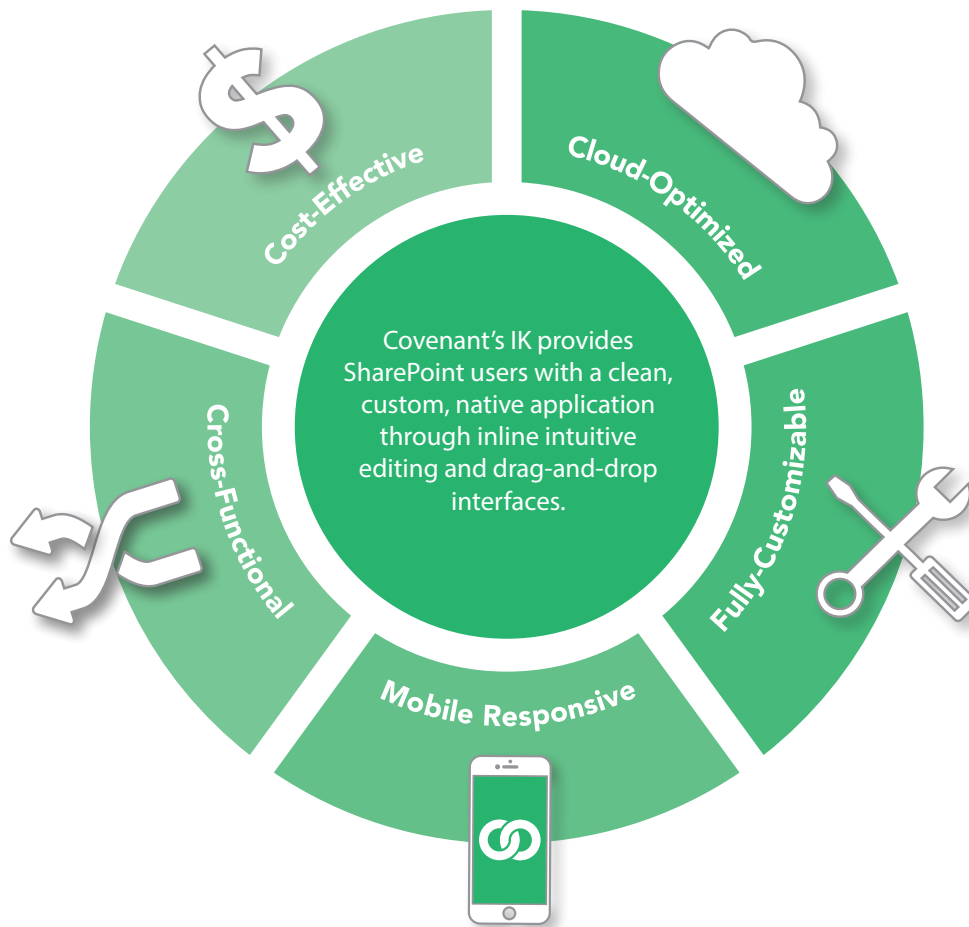 Cost-Effective
Cloud-Optimized
Covenant’s IK provides
SharePoint users with a clean,
custom, native application
through inline intuitive
editing and drag-and-drop
interfaces.
Cross-Functional
Fully-Customizable
Mobile Responsive